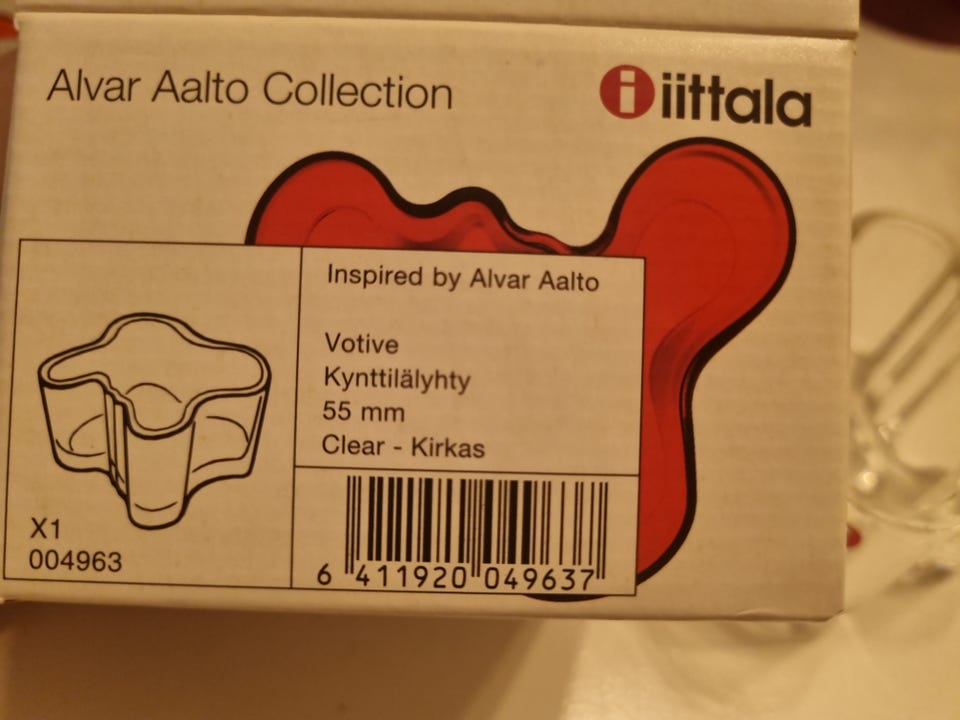 Alvar Aalto Collection
i iittala
Inspired by Alvar Aalto
Votive
Kynttilälyhty
55 mm
Clear - Kirkas
X1
004963
6 411920 049637